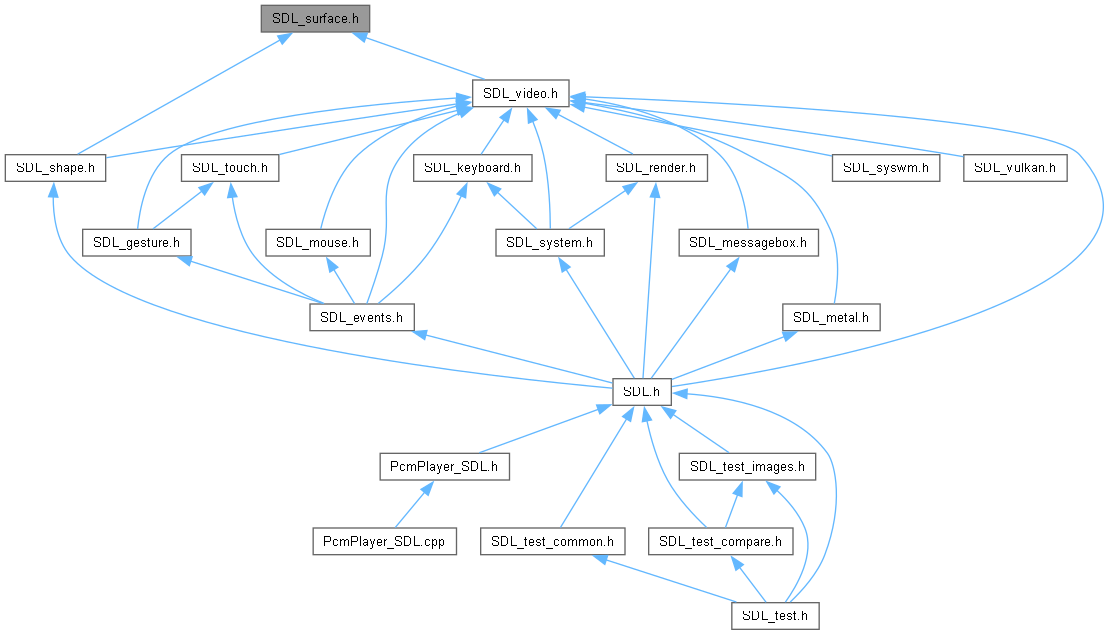 SDL_surface.h
SDL_video.h
SDL_shape.h
SDL_touch.h
SDL_keyboard.h
SDL_render.h
SDL_syswm.h
SDL_vulkan.h
SDL_gesture.h
SDL_mouse.h
SDL_system.h
SDL_messagebox.h
SDL_events.h
SDL_metal.h
SDL.h
PcmPlayer_SDL.h
SDL_test_images.h
PcmPlayer_SDL.cpp
SDL_test_common.h
SDL_test_compare.h
SDL_test.h